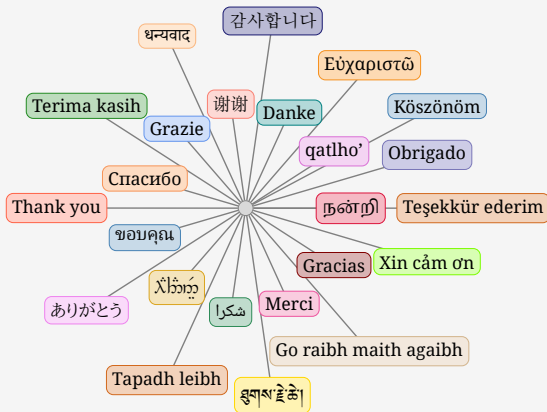 감사합니다
धन्यवाद
Εὐχαριστῶ
谢谢
Terima kasih
Danke
Köszönöm
Grazie
qatlho’
Obrigado
Спасибо
Thank you
நன்றி
Teşekkür ederim
ขอบคุณ
Gracias
Xin cảm ơn
ありがとう
شكرا
Merci
Go raibh maith agaibh
Tapadh leibh
ཐུགས་རྗེ་ཆེ།